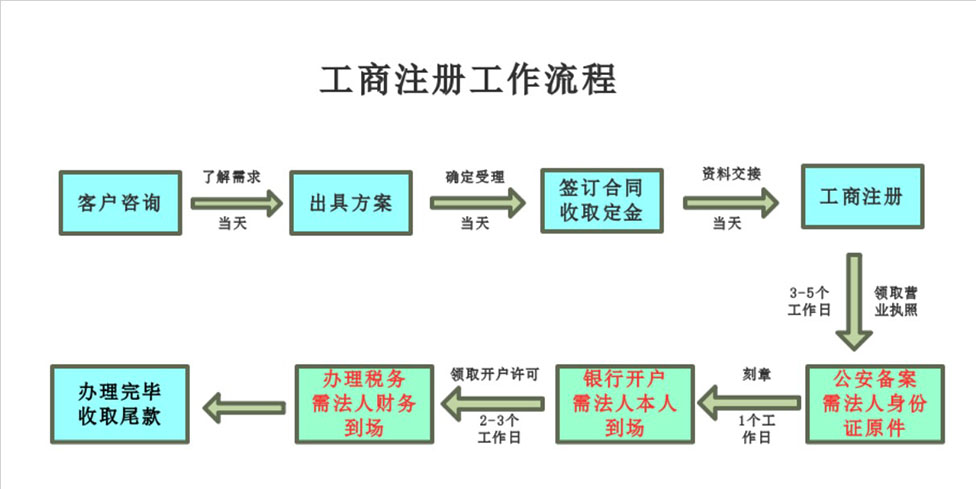 工商注册工作流程
客户咨询
了解需求
当天
出具方案
确定受理
当天
签订合同
收取定金
资料交接
当天
工商注册
3-5个
工作日
领取营
业执照
公安备案
需法人身份
证原件
刻章
1个工
作日
银行开户
需法人本人
到场
领取开户许可
2-3个
工作日
办理税务
需法人财务
到场
办理完毕
收取尾款